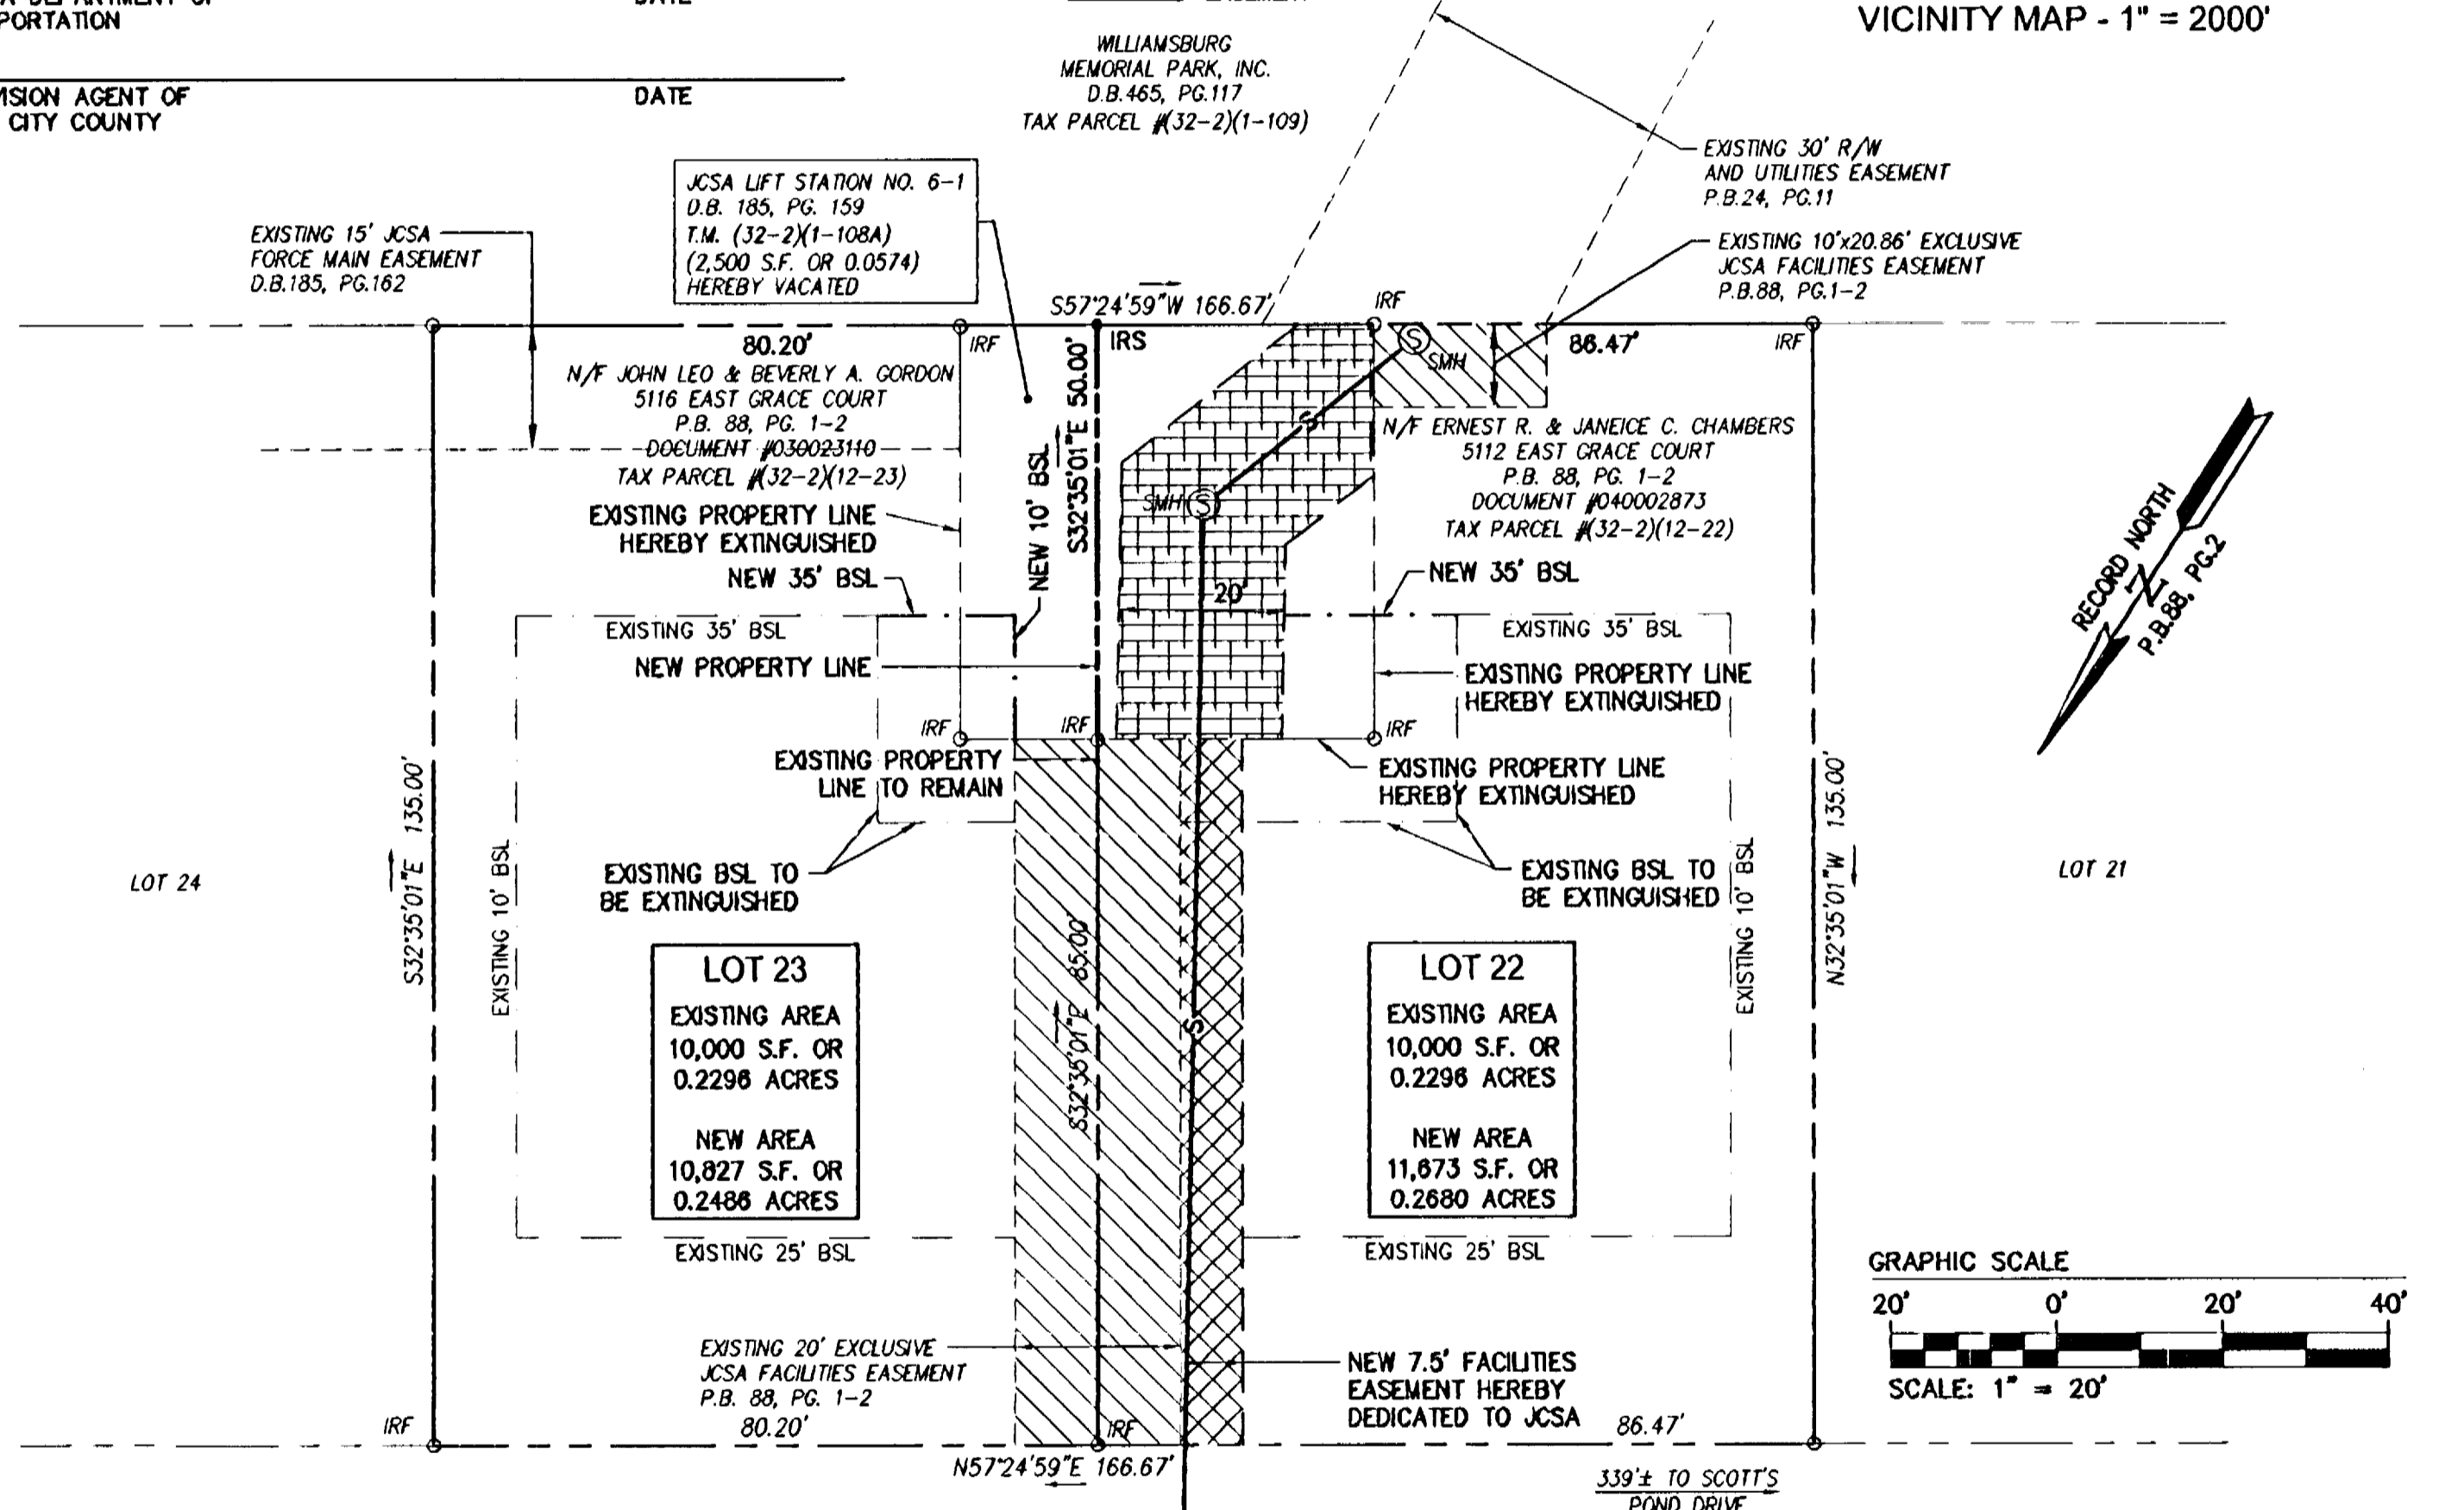 PORTATION
DATE
VICINITY MAP - 1" = 2000'
AGENT OF
CITY COUNTY
DATE
WILLIAMSBURG
MEMORIAL PARK, INC.
D.B.465, PG.117
TAX PARCEL #(32-2)(1-109)
EXISTING 30' R/W
AND UTILITIES EASEMENT
P.B.24, PG.11
JCSA LIFT STATION NO. 6-1
D.B. 185, PG. 159
T.M. (32-2)(1-108A)
(2,500 S.F. OR 0.0574)
HEREBY VACATED
EXISTING 15' JCSA
FORCE MAIN EASEMENT
D.B.185, PG.162
EXISTING 10'x20.86' EXCLUSIVE
JCSA FACILITIES EASEMENT
P.B.88, PG.1-2
S57°24'59"W 166.67'
IRF
80.20'
IRF
IRS
S
SMH
86.47'
IRF
N/F JOHN LEO & BEVERLY A. GORDON
5116 EAST GRACE COURT
P.B. 88, PG. 1-2
DOCUMENT #030023110
TAX PARCEL #(32-2)(12-23)
S32°35'01"E 50.00'
NEW 10' BSL
S
N/F ERNEST R. & JANEICE C. CHAMBERS
5112 EAST GRACE COURT
P.B. 88, PG. 1-2
DOCUMENT #040002873
TAX PARCEL #(32-2)(12-22)
SMH
S
EXISTING PROPERTY LINE
HEREBY EXTINGUISHED
NEW 35' BSL
20'
NEW 35' BSL
RECORD NORTH
N
P.B.88, PG.2
EXISTING 35' BSL
EXISTING 35' BSL
NEW PROPERTY LINE
EXISTING PROPERTY LINE
HEREBY EXTINGUISHED
IRF
IRF
IRF
EXISTING PROPERTY
LINE TO REMAIN
EXISTING PROPERTY LINE
HEREBY EXTINGUISHED
S32°35'01"E 135.00'
EXISTING 10' BSL
EXISTING BSL TO
BE EXTINGUISHED
EXISTING BSL TO
BE EXTINGUISHED
EXISTING 10' BSL
N32°35'01"W 135.00'
LOT 24
LOT 21
S32°35'01"E 85.00'
S
LOT 23
EXISTING AREA
10,000 S.F. OR
0.2296 ACRES
NEW AREA
10,827 S.F. OR
0.2486 ACRES
LOT 22
EXISTING AREA
10,000 S.F. OR
0.2296 ACRES
NEW AREA
11,673 S.F. OR
0.2680 ACRES
EXISTING 25' BSL
EXISTING 25' BSL
GRAPHIC SCALE
20' 0' 20' 40'
SCALE: 1" = 20'
EXISTING 20' EXCLUSIVE
JCSA FACILITIES EASEMENT
P.B. 88, PG. 1-2
NEW 7.5' FACILITIES
EASEMENT HEREBY
DEDICATED TO JCSA
IRF
80.20'
IRF
86.47'
N57°24'59"E 166.67'
339'± TO SCOTT'S
POND DRIVE